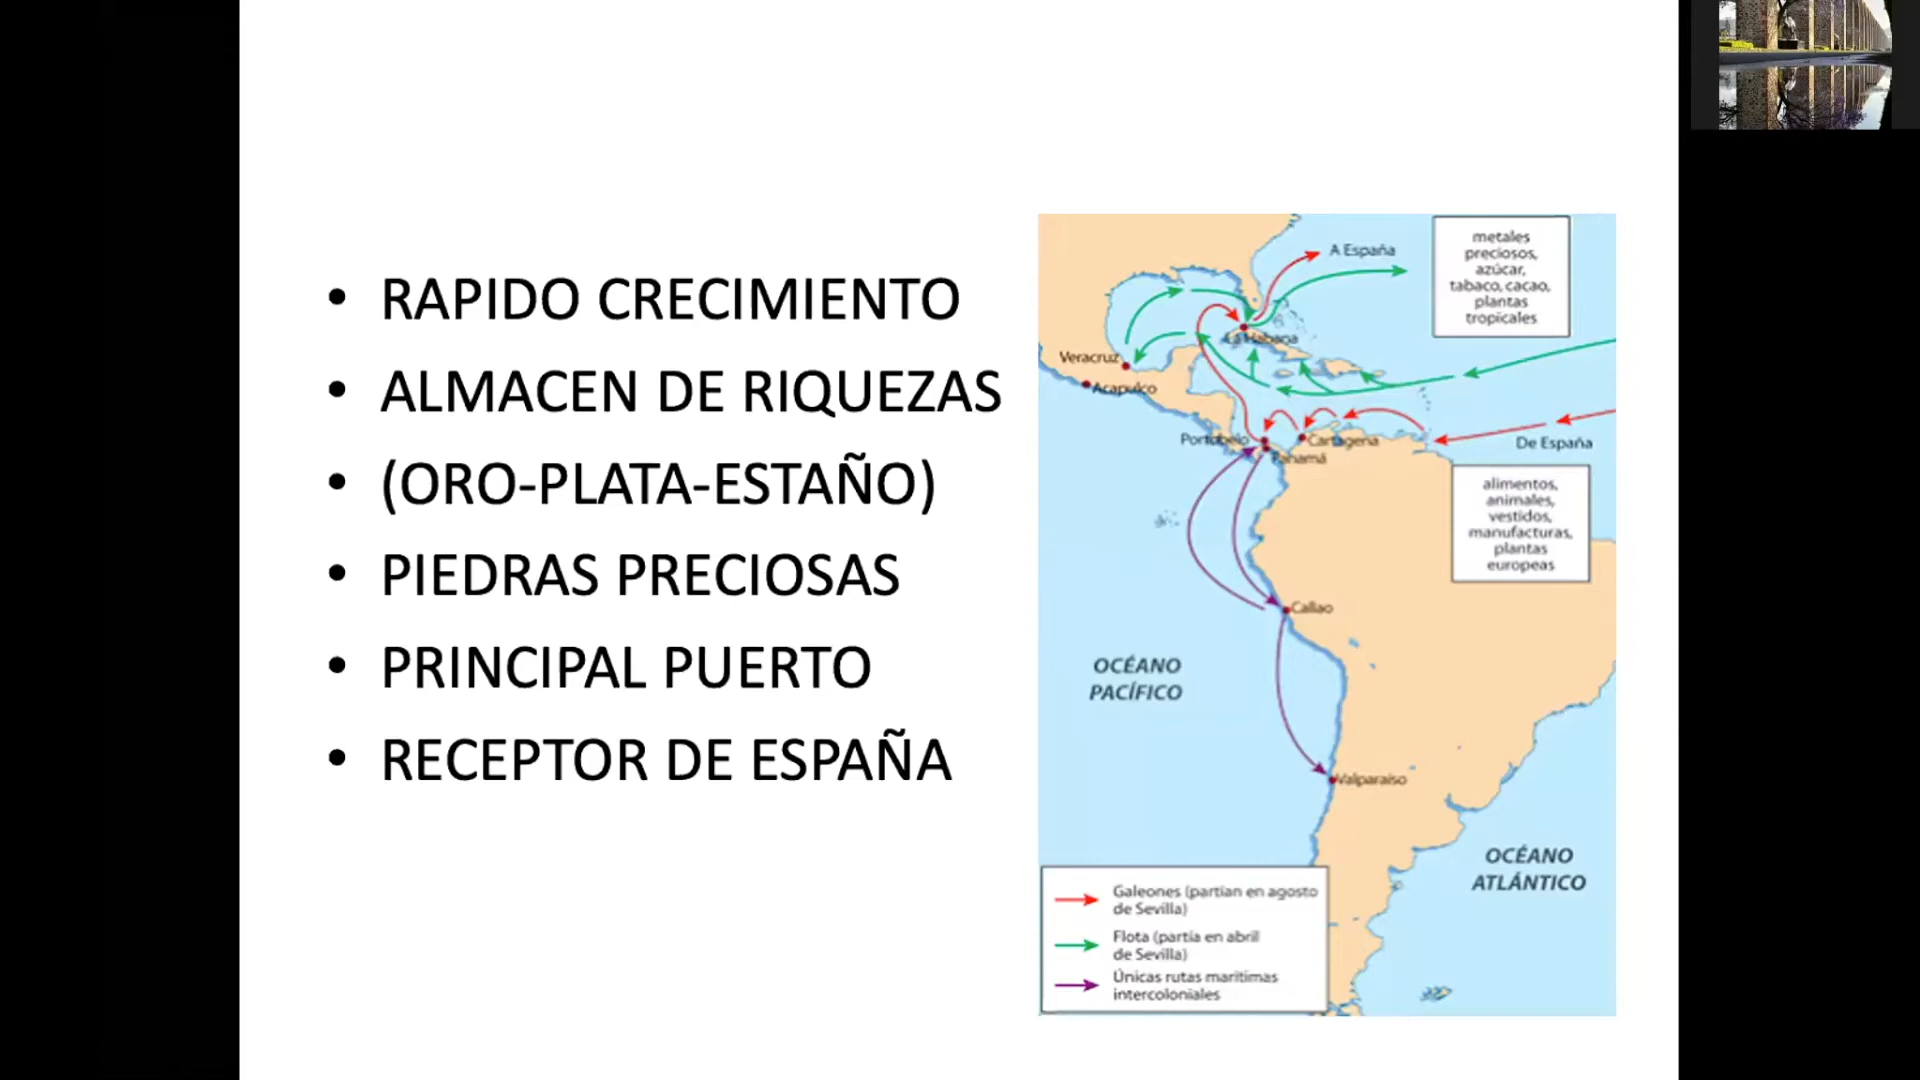 • RAPIDO CRECIMIENTO
• ALMACEN DE RIQUEZAS
• (ORO-PLATA-ESTAÑO)
• PIEDRAS PRECIOSAS
• PRINCIPAL PUERTO
• RECEPTOR DE ESPAÑA
A España
metales
preciosos,
azúcar,
tabaco, cacao,
plantas
tropicales
La Habana
Veracruz
Acapulco
Portobelo
Cartagena
Panamá
De España
alimentos,
animales,
vestidos,
manufacturas,
plantas
europeas
Callao
OCÉANO
PACÍFICO
Valparaíso
OCÉANO
ATLÁNTICO
Galeones (partían en agosto
de Sevilla)
Flota (partía en abril
de Sevilla)
Únicas rutas marítimas
intercoloniales